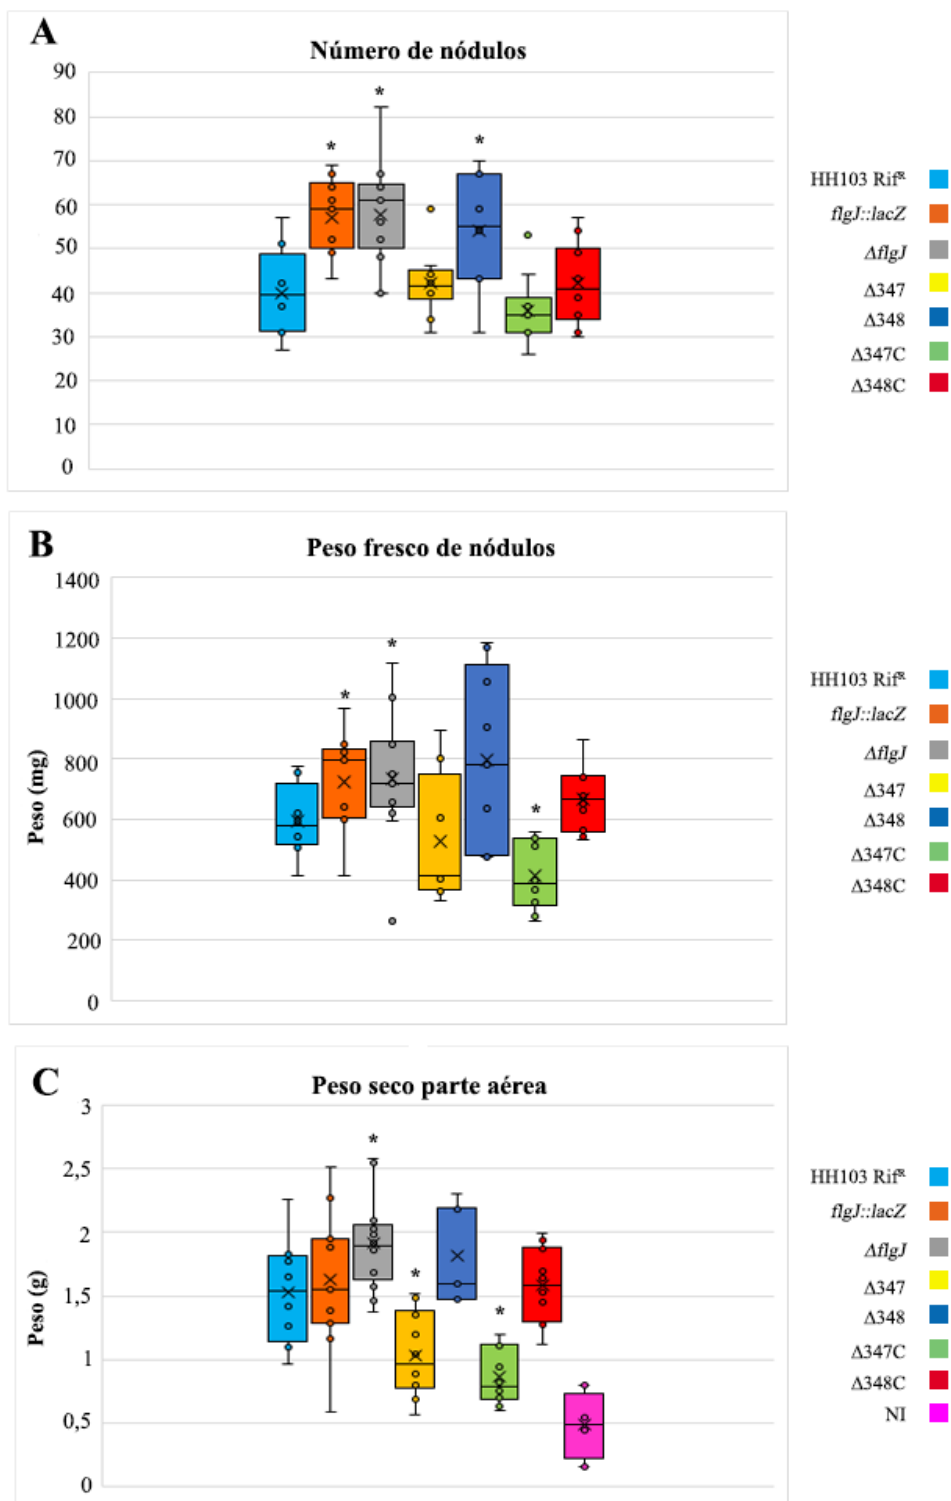 A
Número de nódulos
90
80
70
60
50
40
30
20
10
0
*
*
*
HH103 Rifᴿ
flgJ::lacZ
ΔflgJ
Δ347
Δ348
Δ347C
Δ348C
B
Peso fresco de nódulos
Peso (mg)
1400
1200
1000
800
600
400
200
0
*
*
*
HH103 Rifᴿ
flgJ::lacZ
ΔflgJ
Δ347
Δ348
Δ347C
Δ348C
C
Peso seco parte aérea
Peso (g)
3
2,5
2
1,5
1
0,5
0
*
*
*
HH103 Rifᴿ
flgJ::lacZ
ΔflgJ
Δ347
Δ348
Δ347C
Δ348C
NI